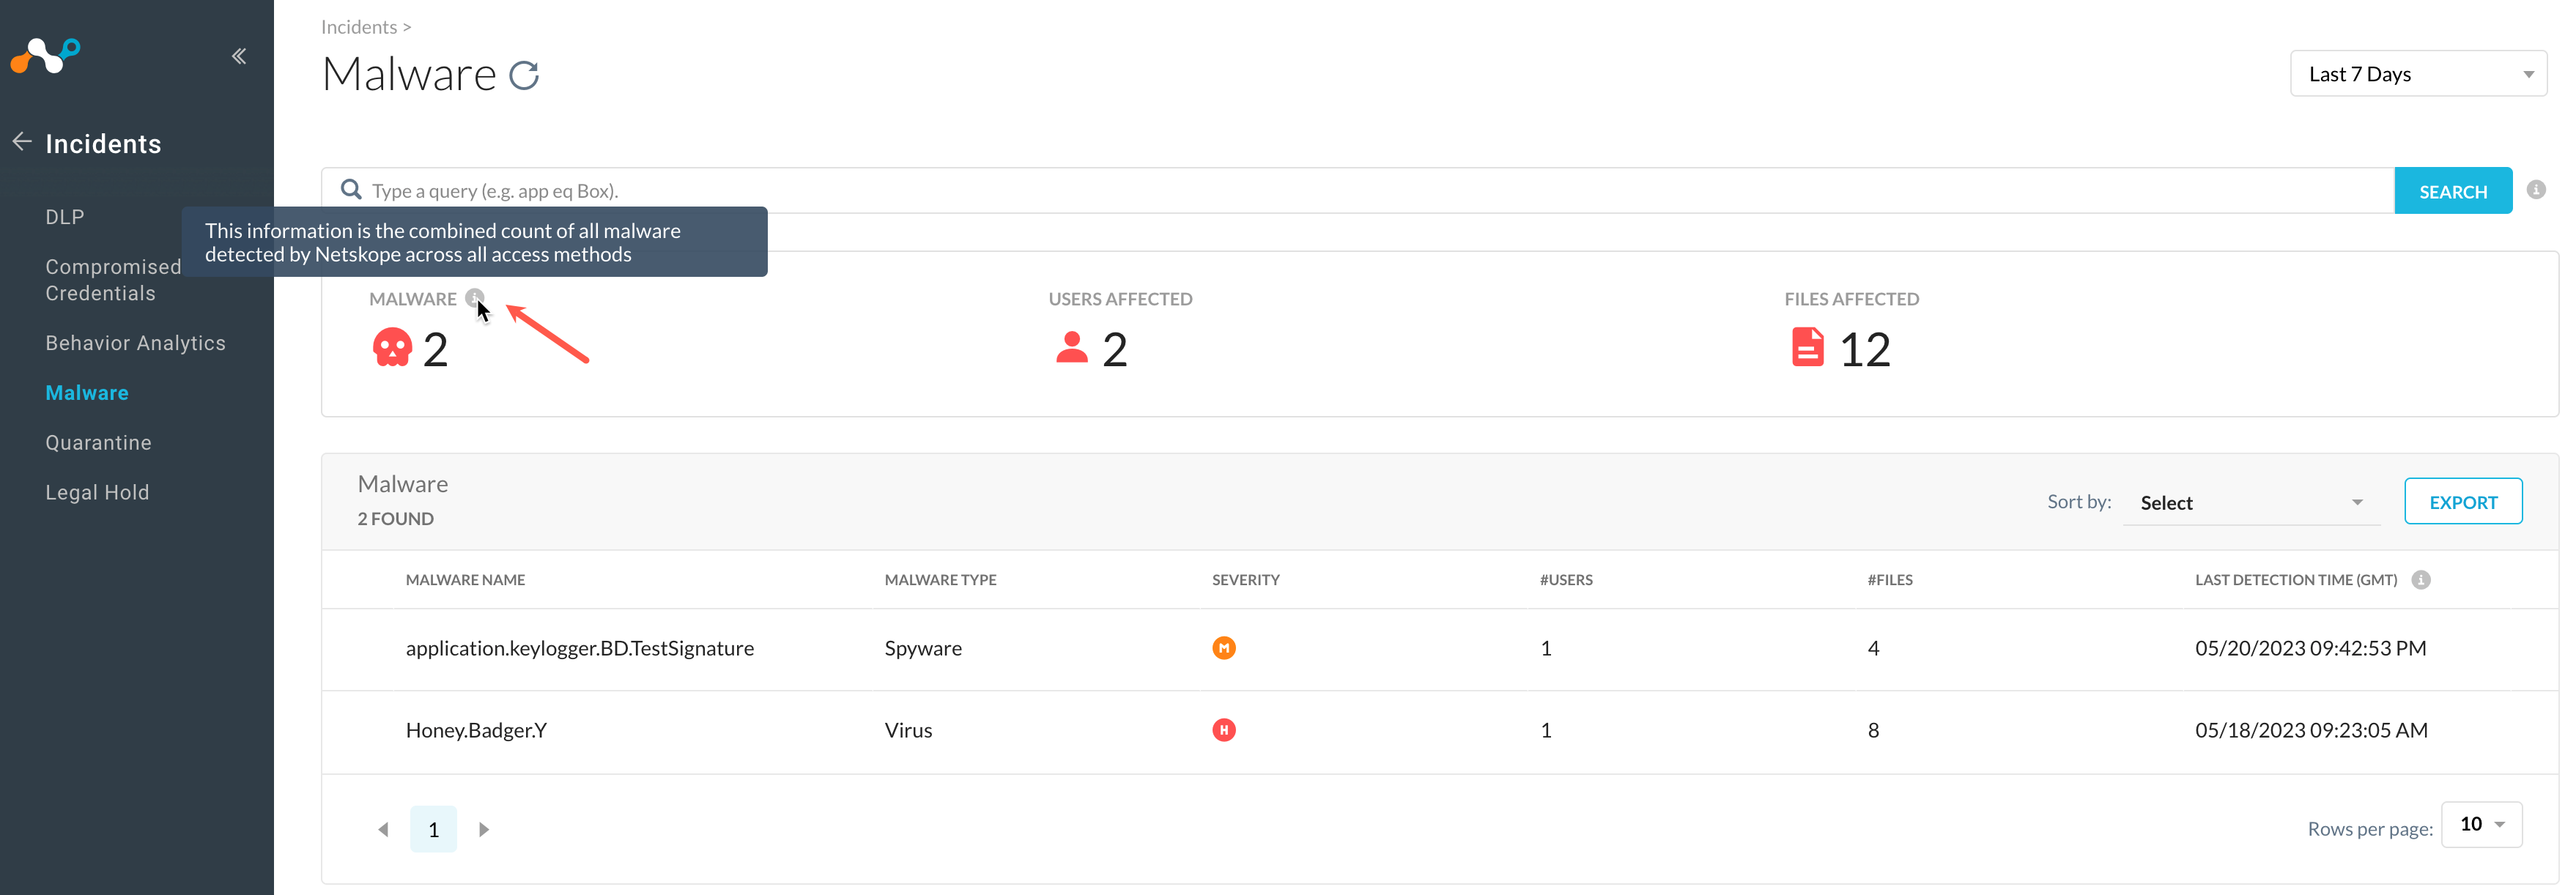 Incidents >
Malware
Last 7 Days
Incidents
Type a query (e.g. app eq Box).
SEARCH
DLP
This information is the combined count of all malware
detected by Netskope across all access methods
Compromised
Credentials
MALWARE
USERS AFFECTED
FILES AFFECTED
2
2
12
Behavior Analytics
Malware
Quarantine
Legal Hold
Malware
2 FOUND
Sort by:
Select
EXPORT
MALWARE NAME
MALWARE TYPE
SEVERITY
#USERS
#FILES
LAST DETECTION TIME (GMT)
application.keylogger.BD.TestSignature
Spyware
M
1
4
05/20/2023 09:42:53 PM
Honey.Badger.Y
Virus
H
1
8
05/18/2023 09:23:05 AM
1
Rows per page:
10